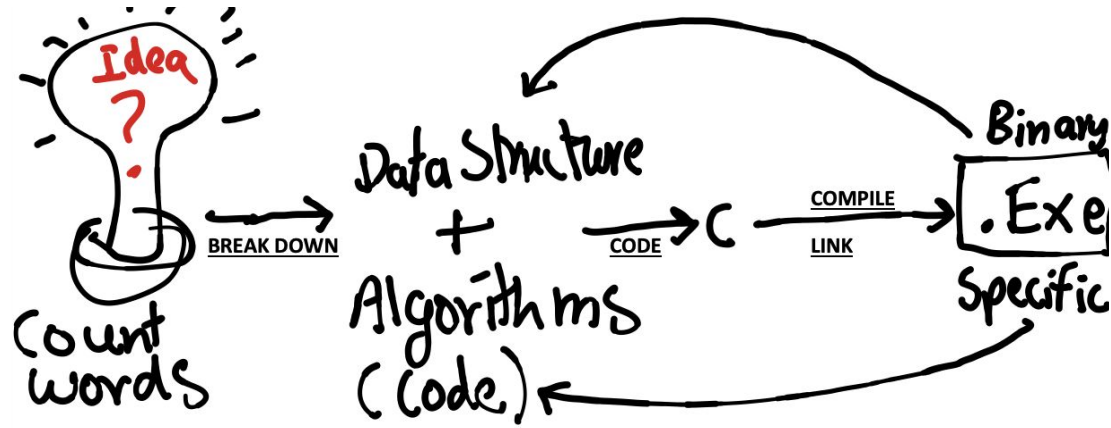 Idea
?
BREAK DOWN
Count
words
Data Structure
+
Algorithms
(Code)
CODE
C
COMPILE
LINK
Binary
.Exe
Specific